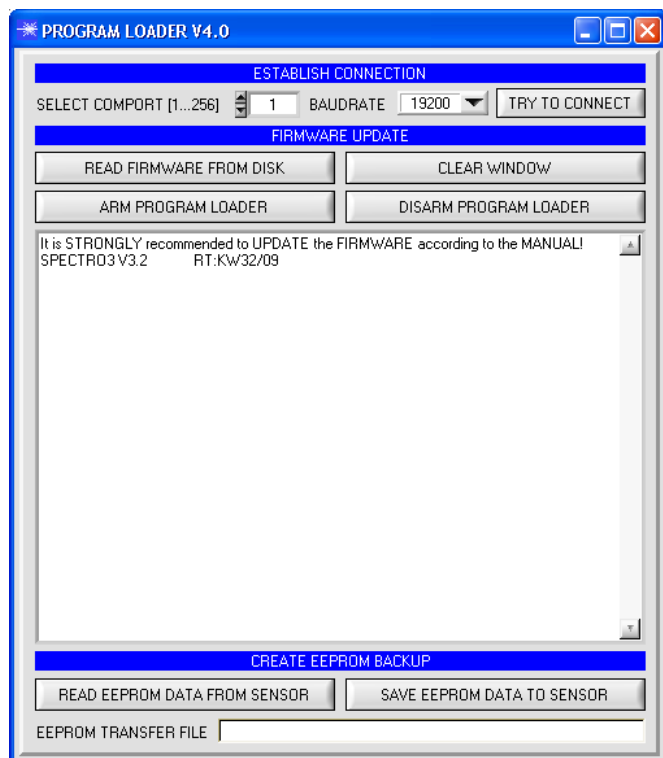 PROGRAM LOADER V4.0
ESTABLISH CONNECTION
SELECT COMPORT [1...256] 1 BAUDRATE 19200 TRY TO CONNECT
FIRMWARE UPDATE
READ FIRMWARE FROM DISK CLEAR WINDOW
ARM PROGRAM LOADER DISARM PROGRAM LOADER
It is STRONGLY recommended to UPDATE the FIRMWARE according to the MANUAL!
SPECTRO3 V3.2 RT:KW32/09
CREATE EEPROM BACKUP
READ EEPROM DATA FROM SENSOR SAVE EEPROM DATA TO SENSOR
EEPROM TRANSFER FILE